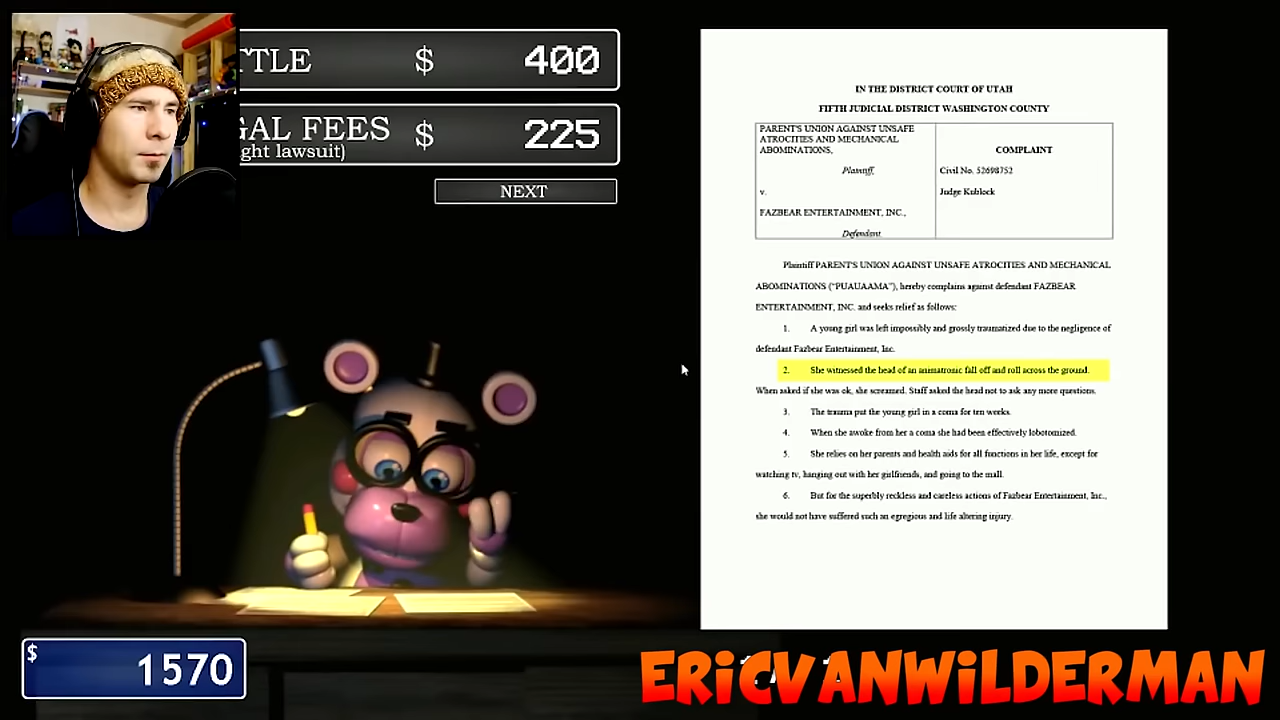 TTLE $ 400
GAL FEES $ 225
ght lawsuit)
NEXT
$ 1570
IN THE DISTRICT COURT OF UTAH
FIFTH JUDICIAL DISTRICT WASHINGTON COUNTY
PARENT'S UNION AGAINST UNSAFE
ATROCITIES AND MECHANICAL
ABOMINATIONS,
Plaintiff,
v.
FAZBEAR ENTERTAINMENT, INC.,
Defendant.
COMPLAINT
Civil No. 52698752
Judge Kublock
Plaintiff PARENT'S UNION AGAINST UNSAFE ATROCITIES AND MECHANICAL
ABOMINATIONS ("PUAUAAMA"), hereby complains against defendant FAZBEAR
ENTERTAINMENT, INC. and seeks relief as follows:
1. A young girl was left impossibly and grossly traumatized due to the negligence of
defendant Fazbear Entertainment, Inc.
2. She witnessed the head of an animatronic fall off and roll across the ground.
When asked if she was ok, she screamed. Staff asked the head not to ask any more questions.
3. The trauma put the young girl in a coma for ten weeks.
4. When she awoke from her a coma she had been effectively lobotomized.
5. She relies on her parents and health aids for all functions in her life, except for
watching tv, hanging out with her girlfriends, and going to the mall.
6. But for the superbly reckless and careless actions of Fazbear Entertainment, Inc.,
she would not have suffered such an egregious and life altering injury.
ERICVANWILDERMAN